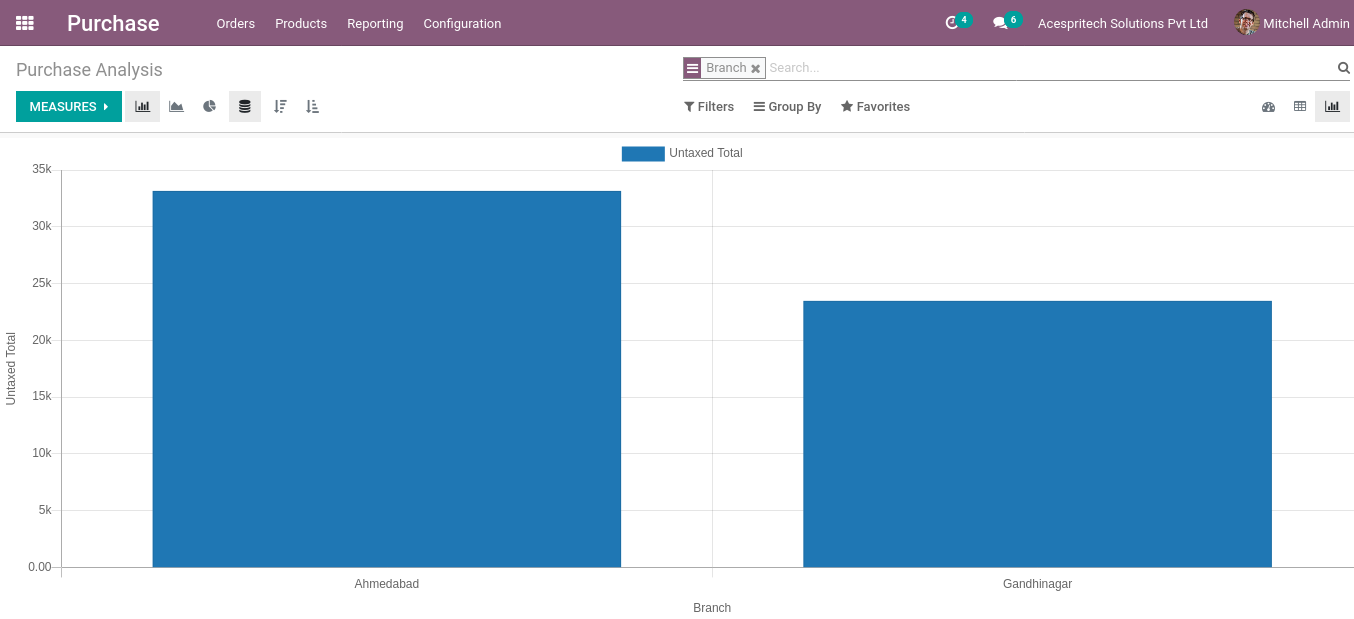 Purchase Orders Products Reporting Configuration 4 6 Acespritech Solutions Pvt Ltd Mitchell Admin
Purchase Analysis
Branch Search...
MEASURES
Filters Group By Favorites
Untaxed Total
35k
30k
25k
20k
15k
10k
5k
0.00
Untaxed Total
Ahmedabad Gandhinagar
Branch